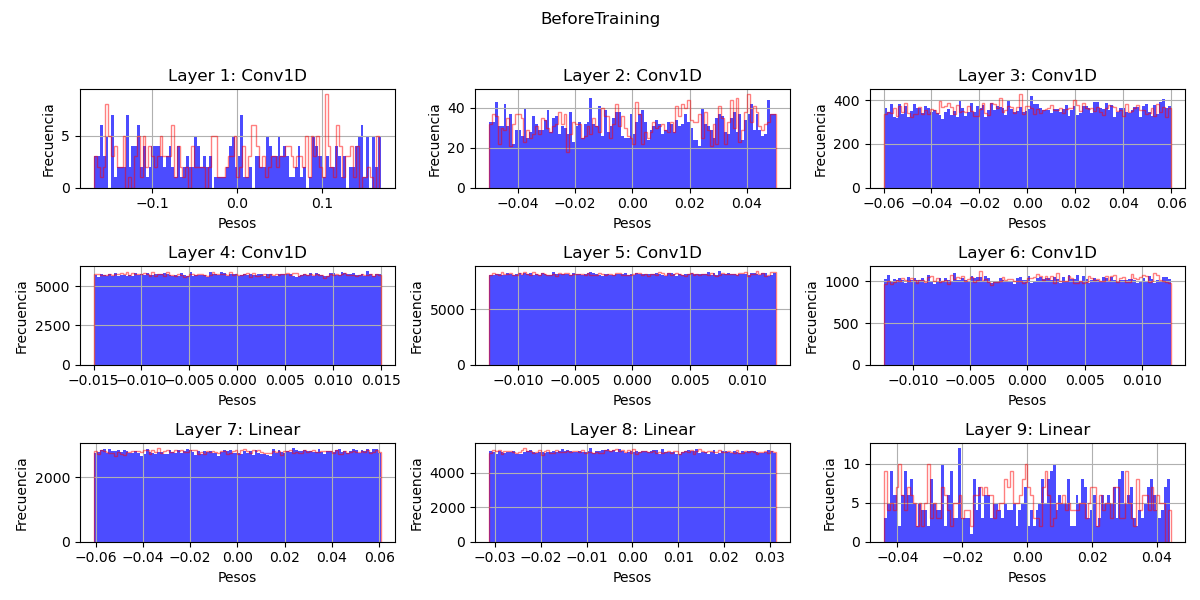 BeforeTraining
Layer 1: Conv1D
Frecuencia
5
0
−0.1
0.0
0.1
Pesos
Layer 2: Conv1D
Frecuencia
40
20
0
−0.04
−0.02
0.00
0.02
0.04
Pesos
Layer 3: Conv1D
Frecuencia
400
200
0
−0.06
−0.04
−0.02
0.00
0.02
0.04
0.06
Pesos
Layer 4: Conv1D
Frecuencia
5000
2500
0
−0.015
−0.010
−0.005
0.000
0.005
0.010
0.015
Pesos
Layer 5: Conv1D
Frecuencia
5000
0
−0.010
−0.005
0.000
0.005
0.010
Pesos
Layer 6: Conv1D
Frecuencia
1000
500
0
−0.010
−0.005
0.000
0.005
0.010
Pesos
Layer 7: Linear
Frecuencia
2000
0
−0.06
−0.04
−0.02
0.00
0.02
0.04
0.06
Pesos
Layer 8: Linear
Frecuencia
4000
2000
0
−0.03
−0.02
−0.01
0.00
0.01
0.02
0.03
Pesos
Layer 9: Linear
Frecuencia
10
5
0
−0.04
−0.02
0.00
0.02
0.04
Pesos